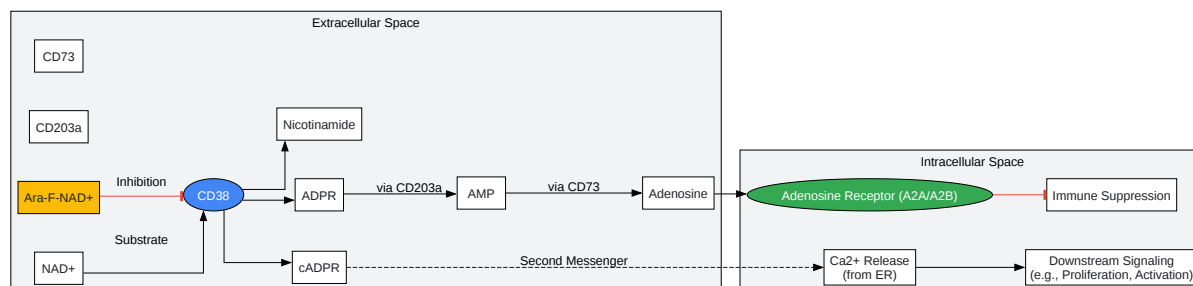 Extracellular Space
CD73
CD203a
Nicotinamide
Ara-F-NAD+
Inhibition
CD38
ADPR
via CD203a
AMP
via CD73
Adenosine
Substrate
NAD+
cADPR
Second Messenger
Intracellular Space
Adenosine Receptor (A2A/A2B)
Immune Suppression
Ca2+ Release
(from ER)
Downstream Signaling
(e.g., Proliferation, Activation)